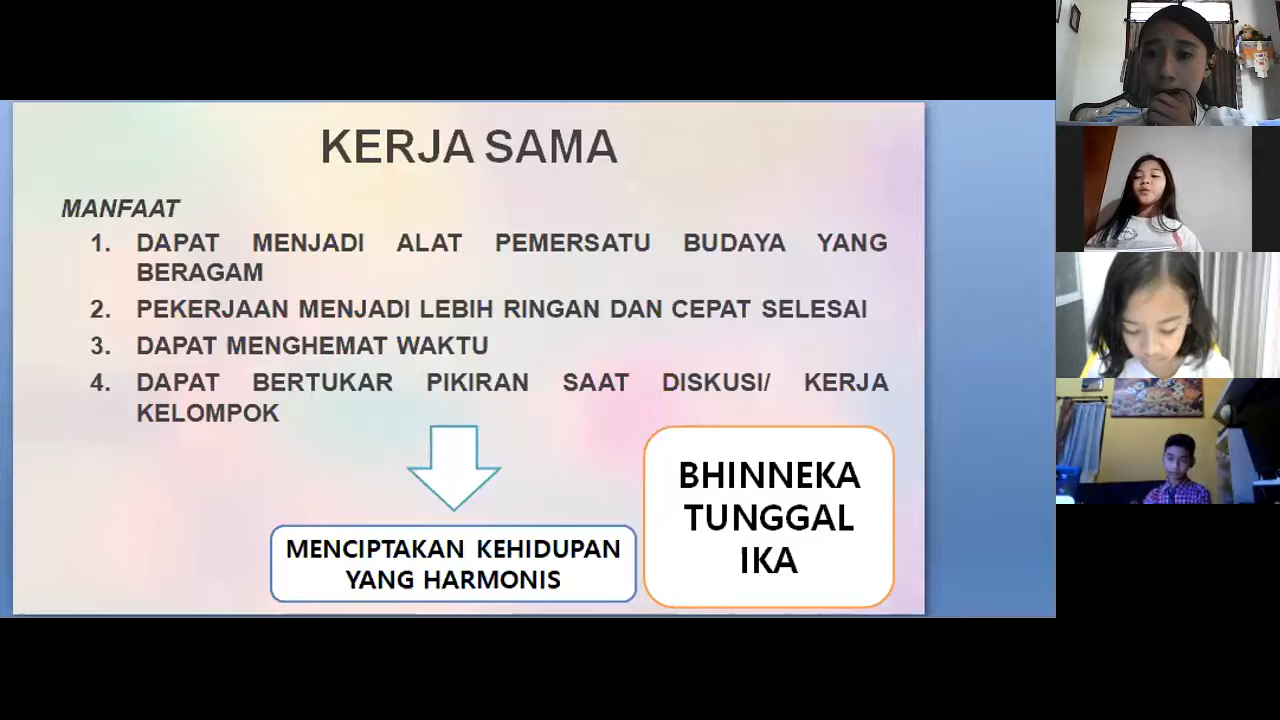 KERJA SAMA
MANFAAT
1. DAPAT MENJADI ALAT PEMERSATU BUDAYA YANG
BERAGAM
2. PEKERJAAN MENJADI LEBIH RINGAN DAN CEPAT SELESAI
3. DAPAT MENGHEMAT WAKTU
4. DAPAT BERTUKAR PIKIRAN SAAT DISKUSI/ KERJA
KELOMPOK
MENCIPTAKAN KEHIDUPAN
YANG HARMONIS
BHINNEKA
TUNGGAL
IKA